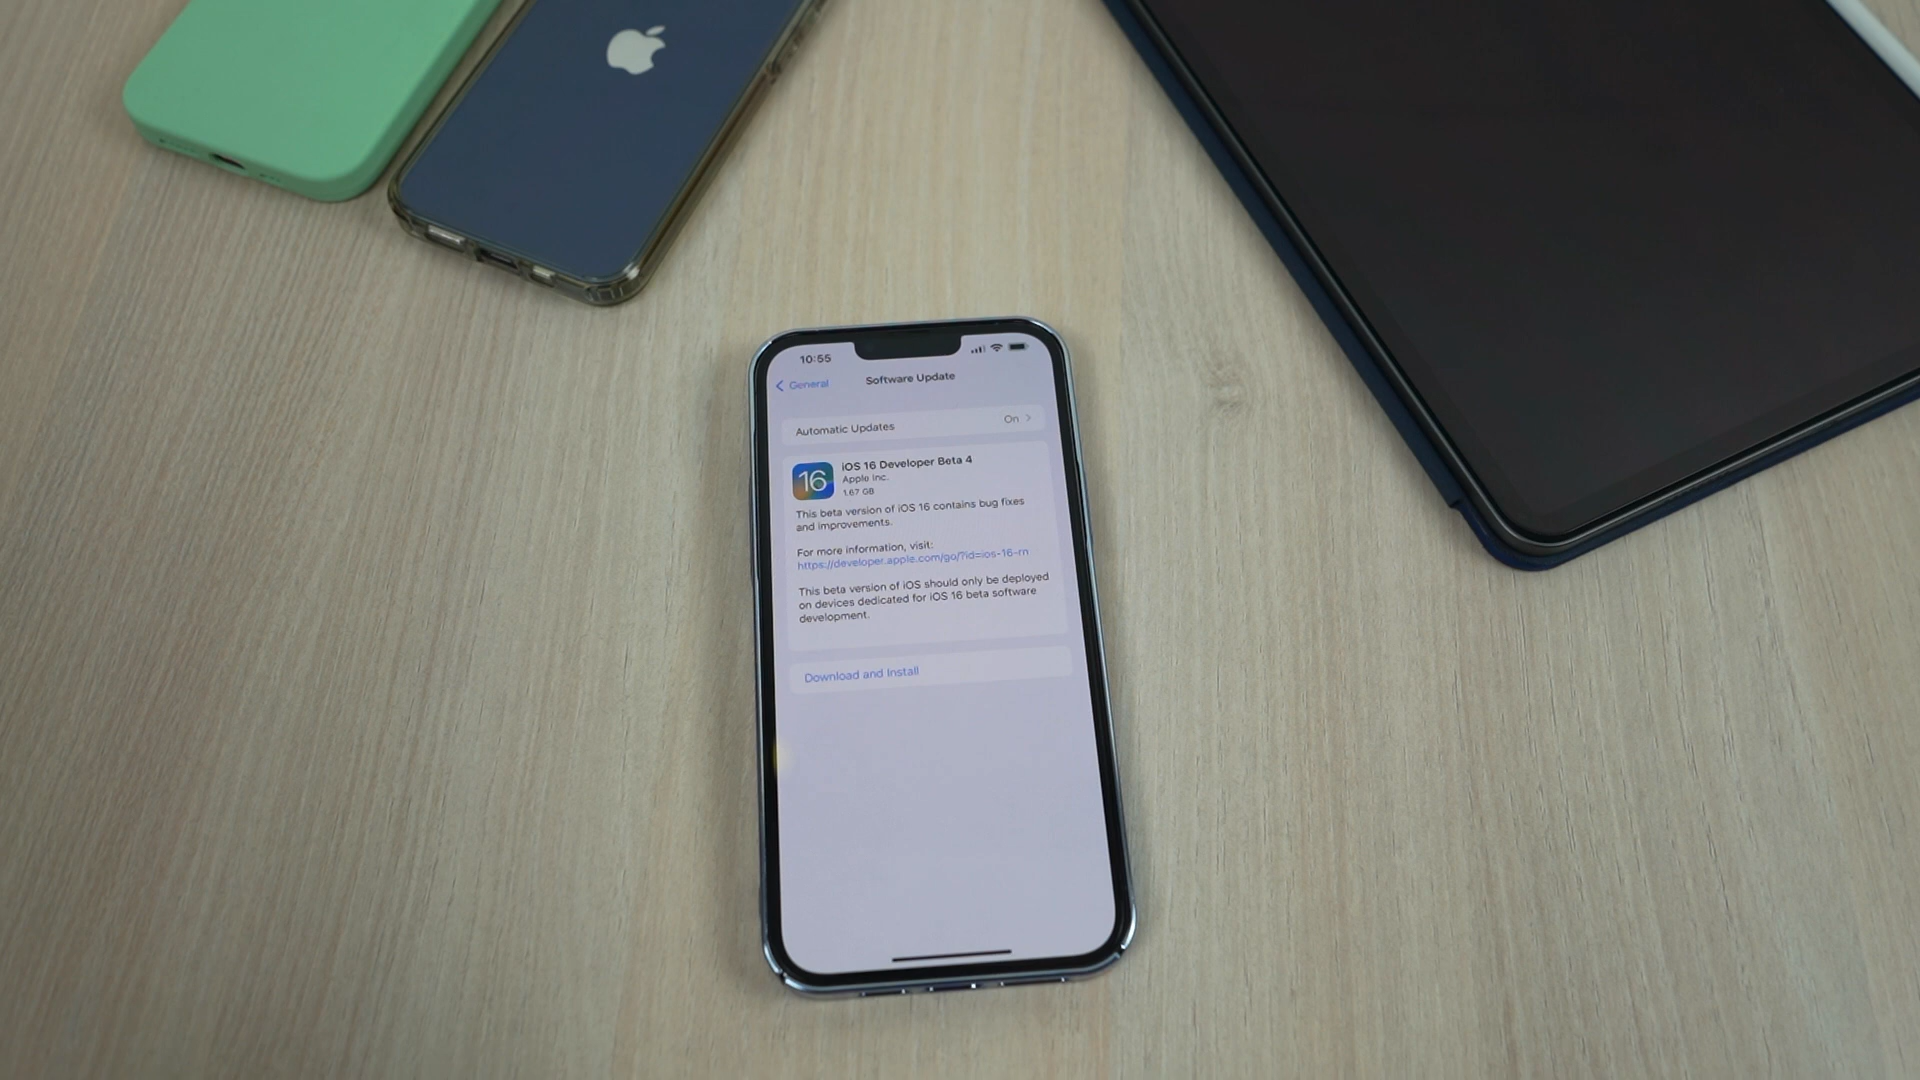 10:55
General
Software Update
Automatic Updates
On
16
iOS 16 Developer Beta 4
Apple Inc.
1.67 GB
This beta version of iOS 16 contains bug fixes
and improvements.
For more information, visit:
https://developer.apple.com/go/?id=ios-16-rn
This beta version of iOS should only be deployed
on devices dedicated for iOS 16 beta software
development.
Download and Install